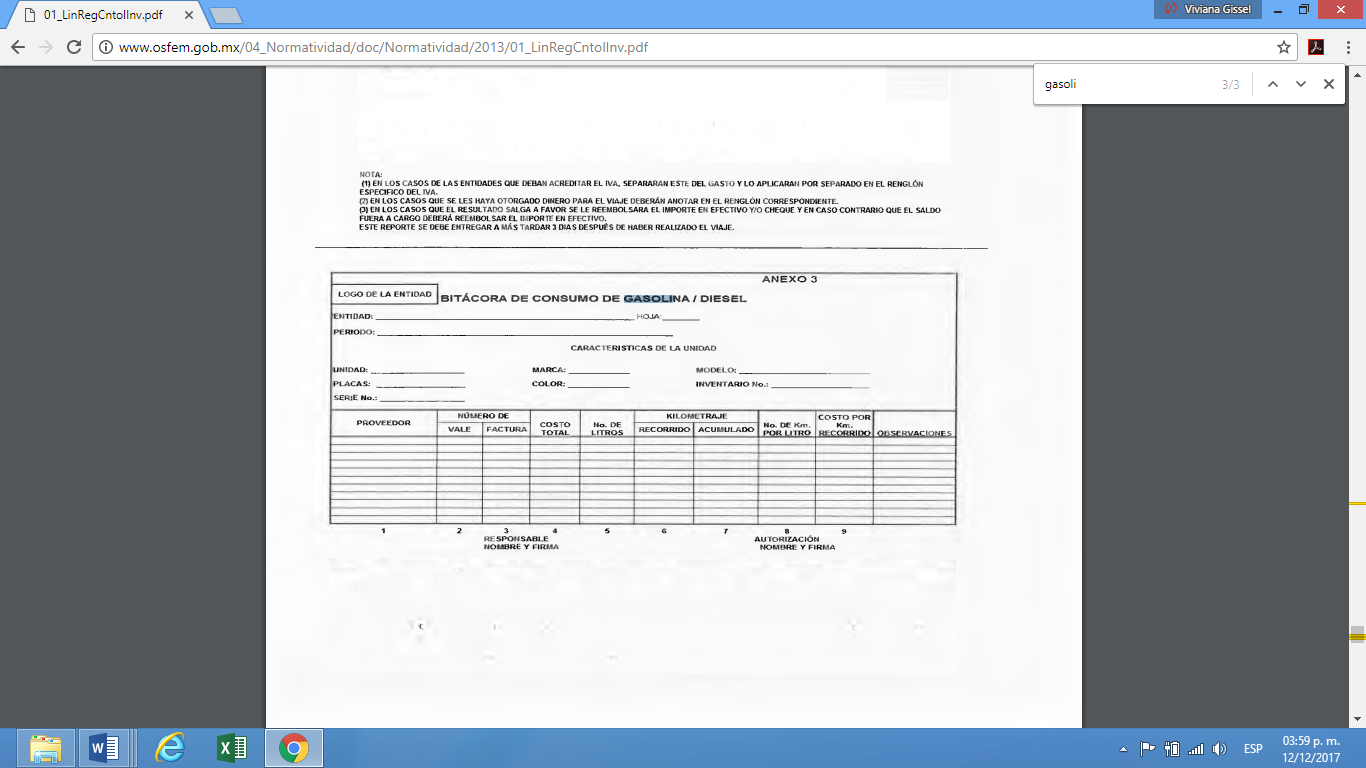 01_LinRegCntolInv.pdf
Viviana Gissel
www.osfem.gob.mx/04_Normatividad/doc/Normatividad/2013/01_LinRegCntolInv.pdf
gasoli 3/3
NOTA:
(1) EN LOS CASOS DE LAS ENTIDADES QUE DEBAN ACREDITAR EL IVA, SEPARARAN ESTE DEL GASTO Y LO APLICARAN POR SEPARADO EN EL RENGLÓN
ESPECIFICO DEL IVA.
(2) EN LOS CASOS QUE SE LES HAYA OTORGADO DINERO PARA EL VIAJE DEBERÁN ANOTAR EN EL RENGLÓN CORRESPONDIENTE.
(3) EN LOS CASOS QUE EL RESULTADO SALGA A FAVOR SE LE REEMBOLSARA EL IMPORTE EN EFECTIVO Y/O CHEQUE Y EN CASO CONTRARIO QUE EL SALDO
FUERA A CARGO DEBERÁ REEMBOLSAR EL IMPORTE EN EFECTIVO.
ESTE REPORTE SE DEBE ENTREGAR A MÁS TARDAR 3 DIAS DESPUÉS DE HABER REALIZADO EL VIAJE.
ANEXO 3
LOGO DE LA ENTIDAD
BITÁCORA DE CONSUMO DE GASOLINA / DIESEL
ENTIDAD: HOJA:
PERIODO:
CARACTERISTICAS DE LA UNIDAD
UNIDAD: MARCA: MODELO:
PLACAS: COLOR: INVENTARIO No.:
SERIE No.:
PROVEEDOR
NÚMERO DE
VALE FACTURA
COSTO
TOTAL
No. DE
LITROS
KILOMETRAJE
RECORRIDO ACUMULADO
No. DE Km.
POR LITRO
COSTO POR
Km.
RECORRIDO
OBSERVACIONES
1 2 3 4 5 6 7 8 9
RESPONSABLE
NOMBRE Y FIRMA
AUTORIZACIÓN
NOMBRE Y FIRMA
ESP
03:59 p. m.
12/12/2017